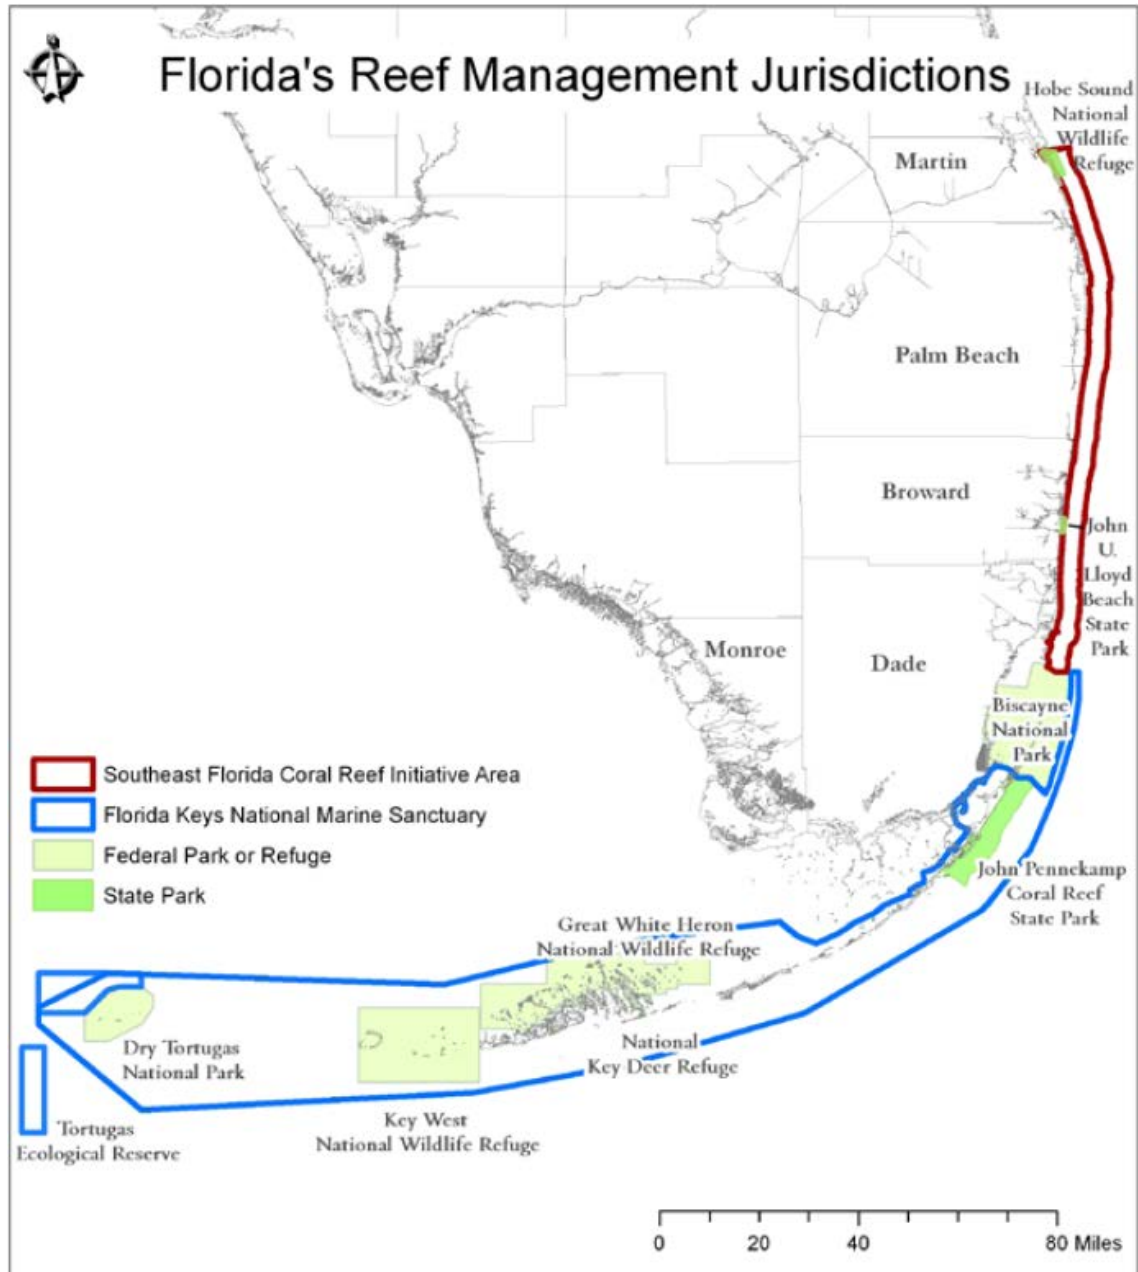 Florida's Reef Management Jurisdictions
Hobe Sound
National
Wildlife
Refuge
Martin
Palm Beach
Broward
John
U.
Lloyd
Beach
State
Park
Monroe
Dade
Biscayne
National
Park
Southeast Florida Coral Reef Initiative Area
Florida Keys National Marine Sanctuary
Federal Park or Refuge
State Park
John Pennekamp
Coral Reef
State Park
Great White Heron
National Wildlife Refuge
Dry Tortugas
National Park
National
Key Deer Refuge
Key West
National Wildlife Refuge
Tortugas
Ecological Reserve
0 20 40 80 Miles